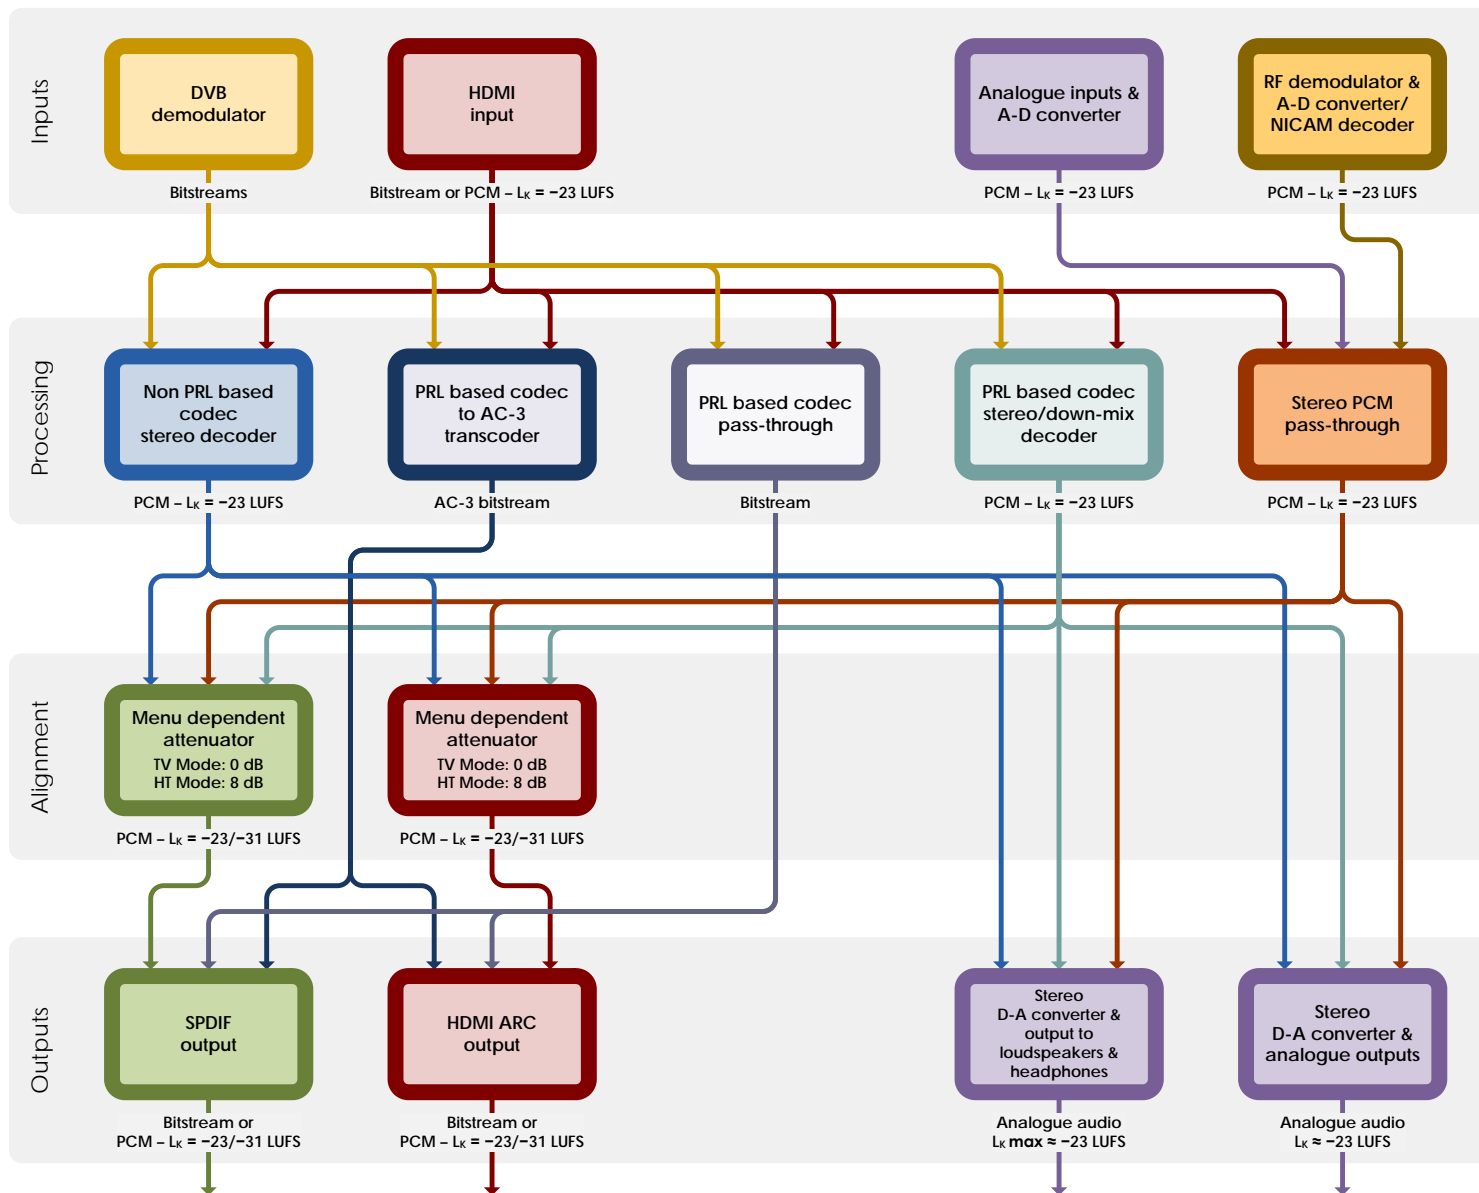 Inputs
DVB
demodulator
HDMI
input
Analogue inputs &
A-D converter
RF demodulator &
A-D converter/
NICAM decoder
Bitstreams
Bitstream or PCM – LK = −23 LUFS
PCM – LK = −23 LUFS
PCM – LK = −23 LUFS
Processing
Non PRL based
codec
stereo decoder
PRL based codec
to AC-3
transcoder
PRL based codec
pass-through
PRL based codec
stereo/down-mix
decoder
Stereo PCM
pass-through
PCM – LK = −23 LUFS
AC-3 bitstream
Bitstream
PCM – LK = −23 LUFS
PCM – LK = −23 LUFS
Alignment
Menu dependent
attenuator
TV Mode: 0 dB
HT Mode: 8 dB
Menu dependent
attenuator
TV Mode: 0 dB
HT Mode: 8 dB
PCM – LK = −23/−31 LUFS
PCM – LK = −23/−31 LUFS
Outputs
SPDIF
output
HDMI ARC
output
Stereo
D-A converter &
output to
loudspeakers &
headphones
Stereo
D-A converter &
analogue outputs
Bitstream or
PCM – LK = −23/−31 LUFS
Bitstream or
PCM – LK = −23/−31 LUFS
Analogue audio
LK max ≈ −23 LUFS
Analogue audio
LK ≈ −23 LUFS